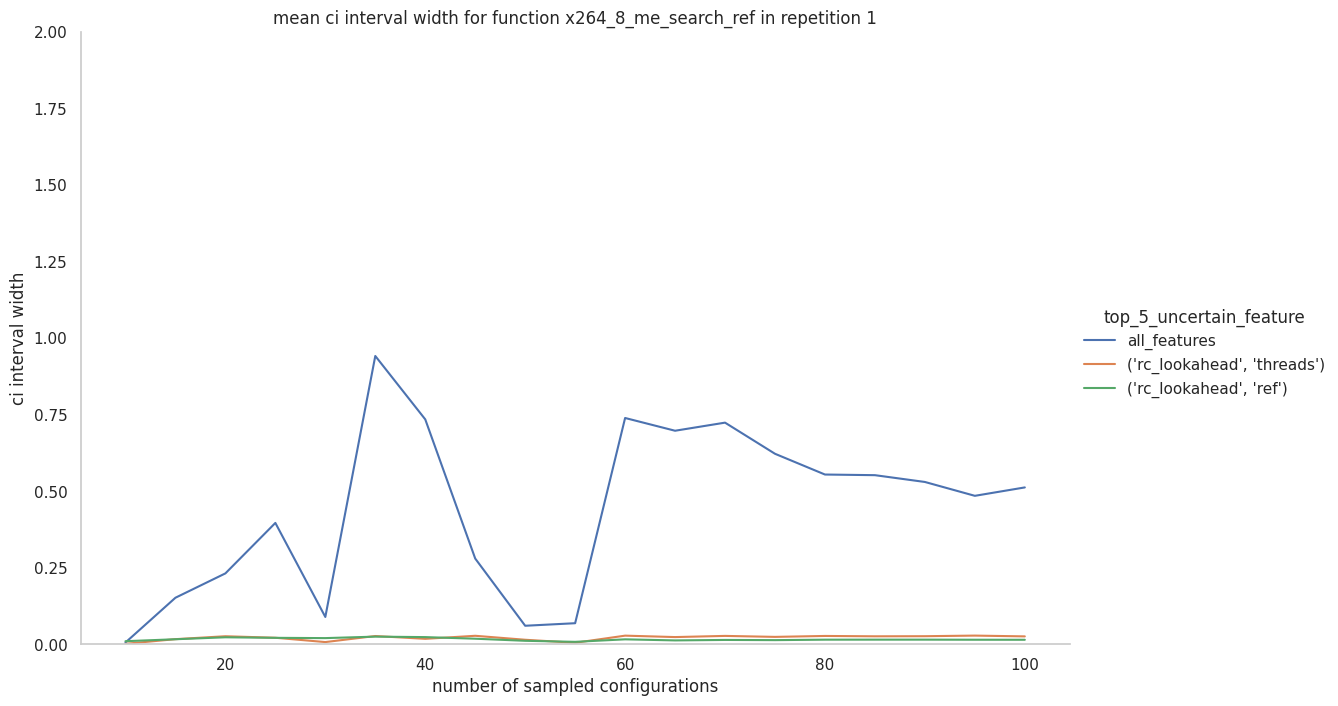 mean ci interval width for function x264_8_me_search_ref in repetition 1
2.00
1.75
1.50
1.25
1.00
0.75
0.50
0.25
0.00
ci interval width
20
40
60
80
100
number of sampled configurations
top_5_uncertain_feature
all_features
('rc_lookahead', 'threads')
('rc_lookahead', 'ref')